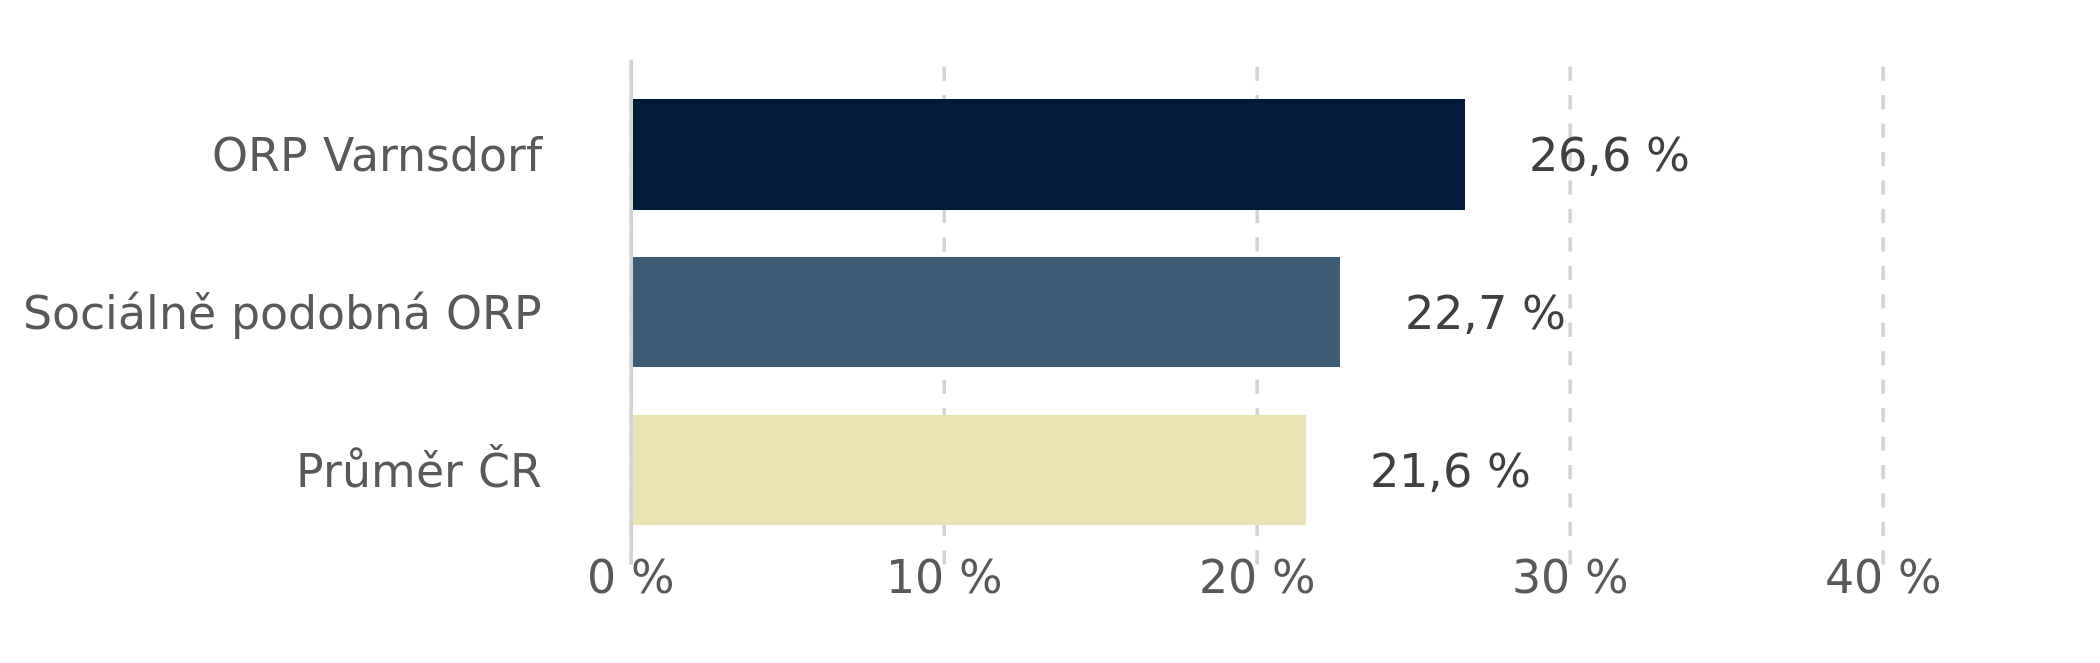 ORP Varnsdorf 26,6 %
Sociálně podobná ORP 22,7 %
Průměr ČR 21,6 %
0 % 10 % 20 % 30 % 40 %